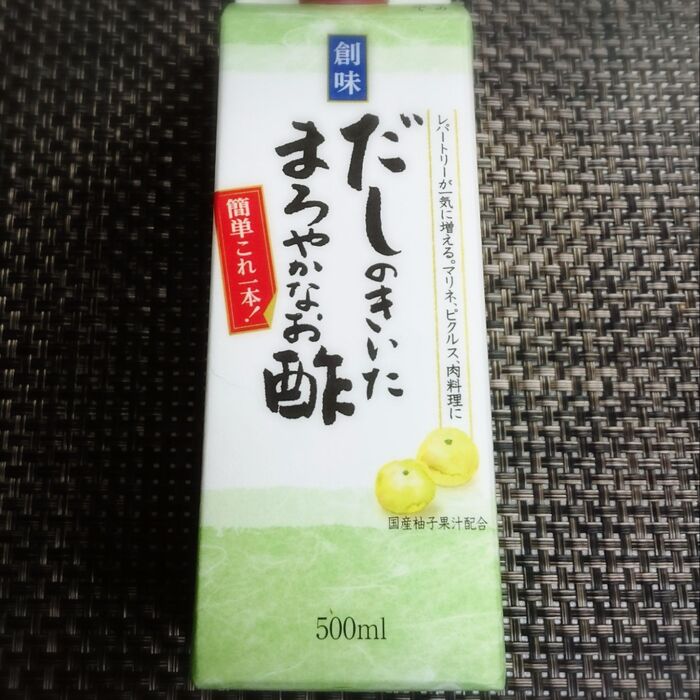 創味
レパートリーが一気に増える。マリネ、ピクルス、肉料理に
だしのきいた
まろやかなお酢
簡単これ一本!
国産柚子果汁配合
500ml